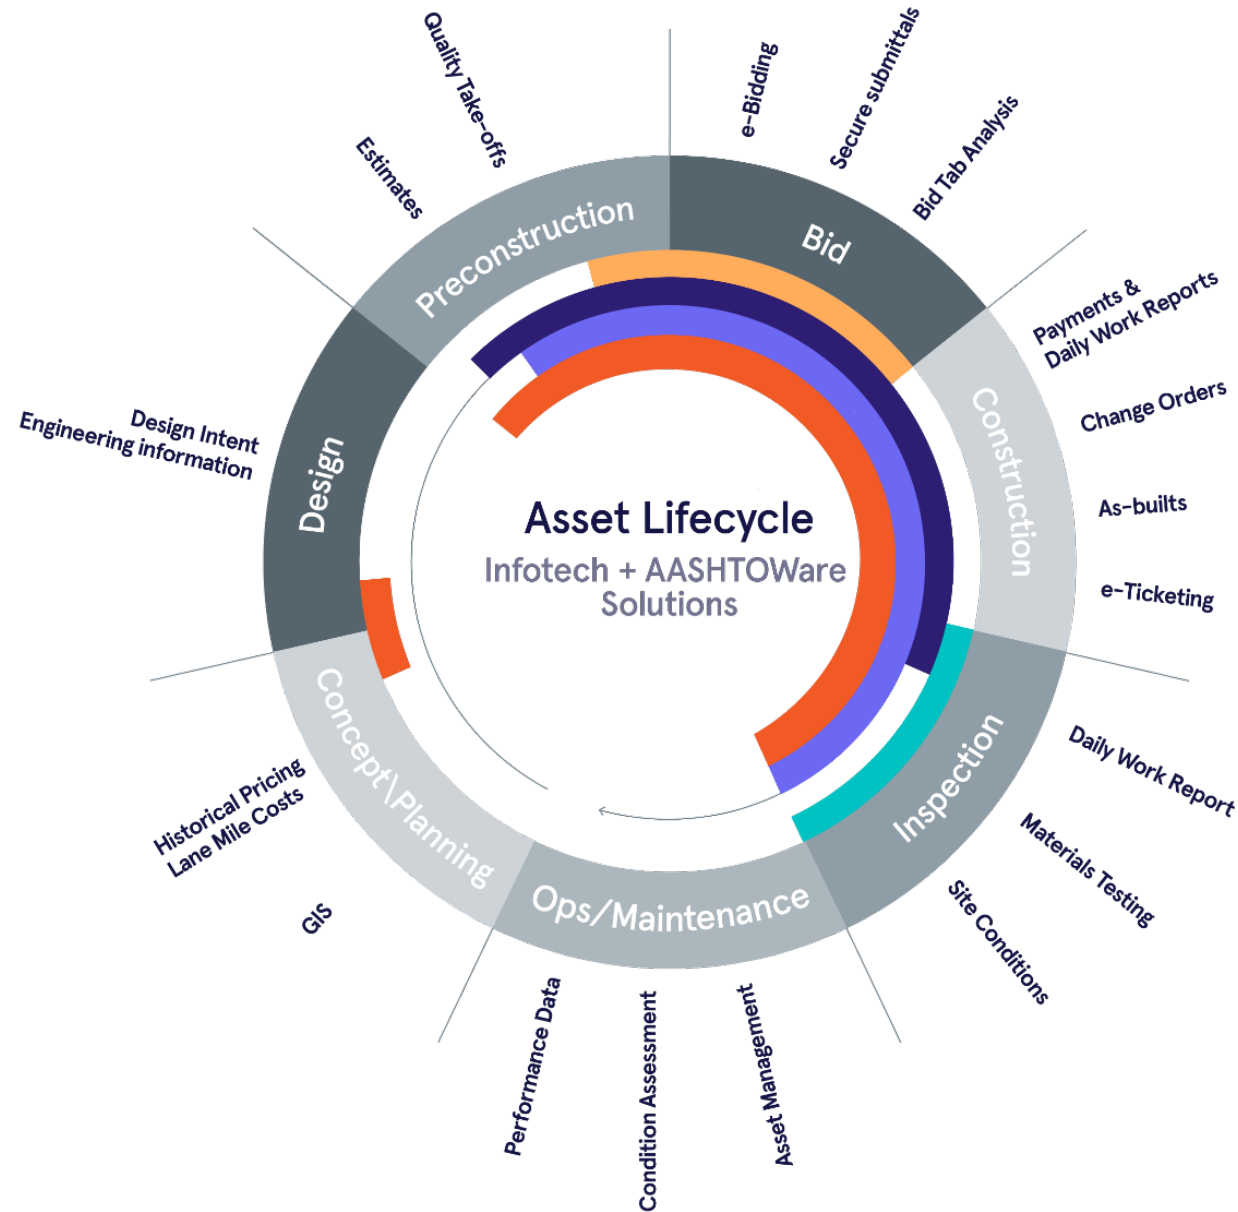 Asset Lifecycle
Infotech + AASHTOWare
Solutions
Bid
e-Bidding
Secure submittals
Bid Tab Analysis
Construction
Payments &
Daily Work Reports
Change Orders
As-builts
e-Ticketing
Inspection
Daily Work Report
Materials Testing
Site Conditions
Ops/Maintenance
Asset Management
Condition Assessment
Performance Data
Concept\Planning
GIS
Historical Pricing
Lane Mile Costs
Design
Design Intent
Engineering information
Preconstruction
Estimates
Quality Take-offs